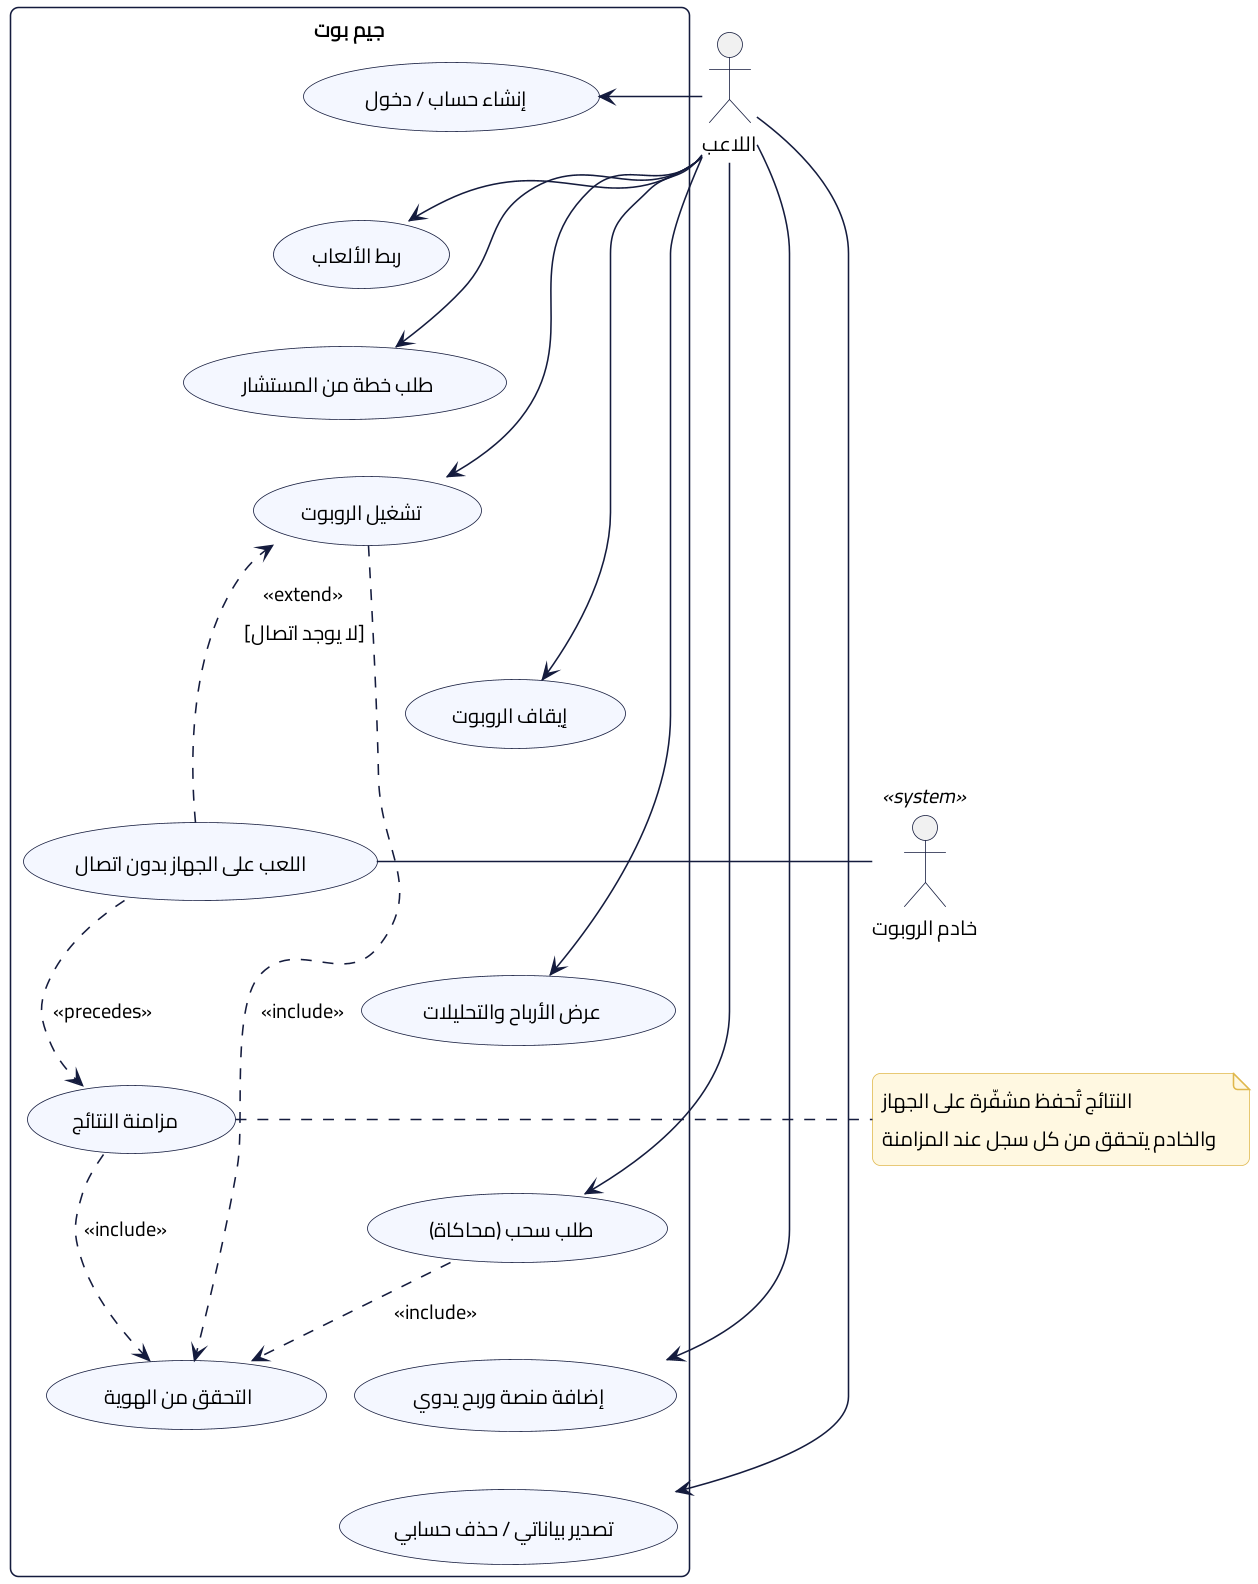 جيم بوت
اللاعب
إنشاء حساب / دخول
ربط الألعاب
طلب خطة من المستشار
تشغيل الروبوت
«extend»
[لا يوجد اتصال]
إيقاف الروبوت
«system»
خادم الروبوت
اللعب على الجهاز بدون اتصال
«precedes»
«include»
عرض الأرباح والتحليلات
مزامنة النتائج
النتائج تُحفظ مشفّرة على الجهاز
والخادم يتحقق من كل سجل عند المزامنة
«include»
طلب سحب (محاكاة)
«include»
التحقق من الهوية
إضافة منصة وربح يدوي
تصدير بياناتي / حذف حسابي